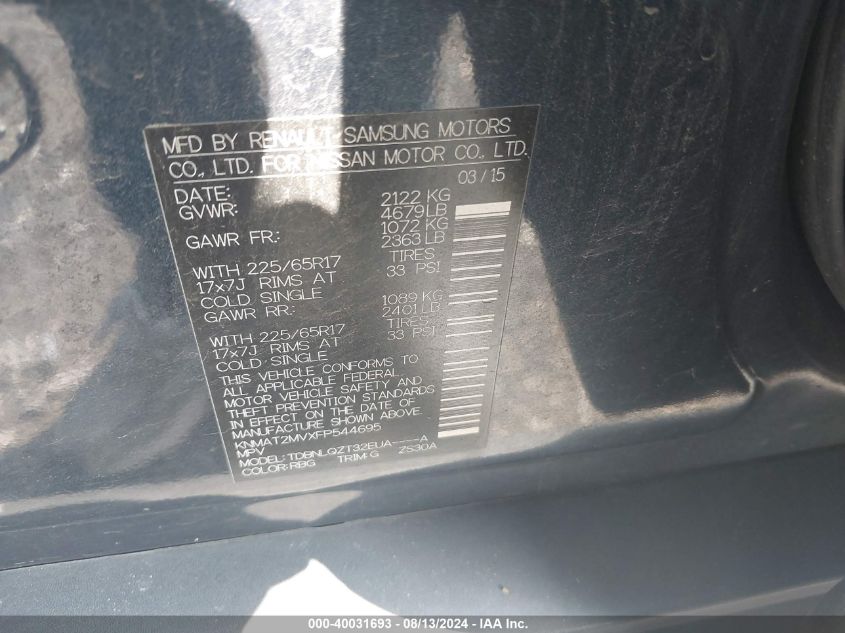 MFD BY RENAULT SAMSUNG MOTORS
CO., LTD. FOR NISSAN MOTOR CO., LTD.
DATE: 03/15
GVWR: 2122 KG
4679 LB
GAWR FR: 1072 KG
2363 LB
WITH 225/65R17 TIRES
17x7J RIMS AT 33 PSI
COLD SINGLE
GAWR RR: 1089 KG
2401 LB
WITH 225/65R17 TIRES
17x7J RIMS AT 33 PSI
COLD SINGLE
THIS VEHICLE CONFORMS TO
ALL APPLICABLE FEDERAL
MOTOR VEHICLE SAFETY AND
THEFT PREVENTION STANDARDS
IN EFFECT ON THE DATE OF
MANUFACTURE SHOWN ABOVE.
KNMAT2MVXFP544695
MPV
MODEL: TDBNLQZT32EUA----A
COLOR: RBG TRIM: G ZS30A
000-40031693 - 08/13/2024 - IAA Inc.